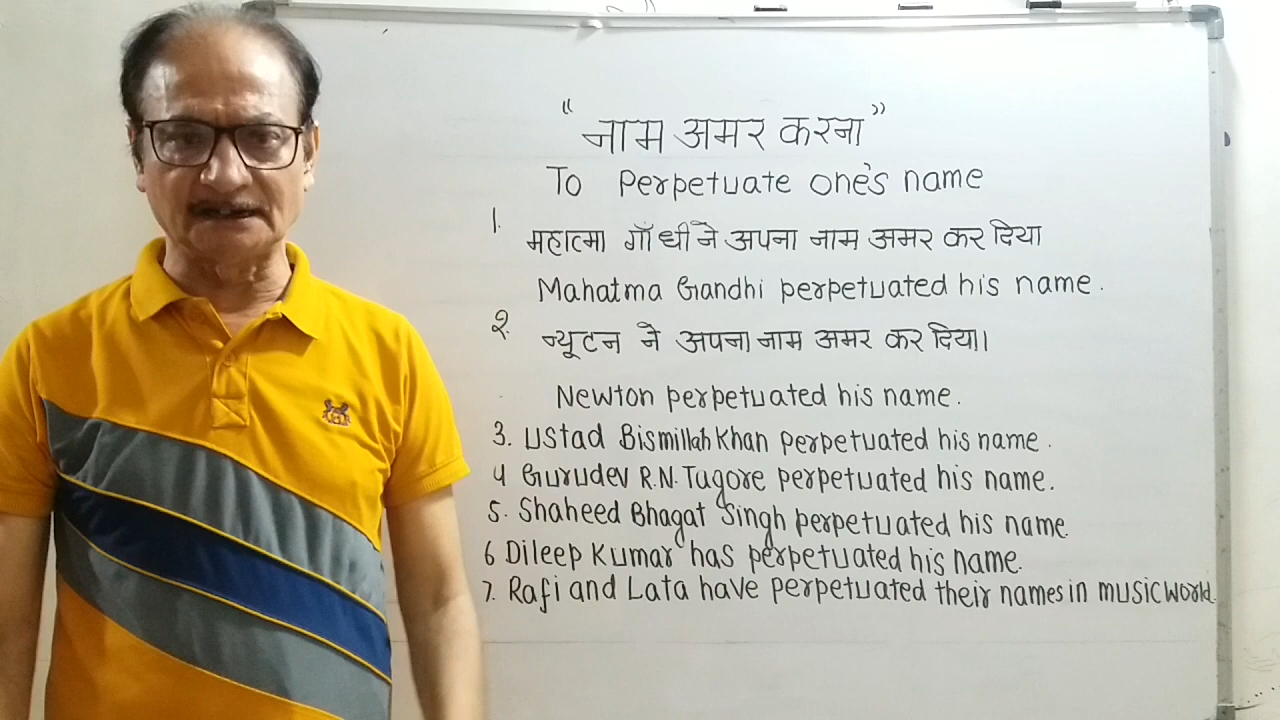 "नाम अमर करना"
To Perpetuate one's name
1. महात्मा गाँधी ने अपना नाम अमर कर दिया
Mahatma Gandhi perpetuated his name.
2. न्यूटन ने अपना नाम अमर कर दिया।
Newton perpetuated his name.
3. Ustad Bismillah Khan perpetuated his name.
4 Gurudev R.N. Tagore perpetuated his name.
5. Shaheed Bhagat Singh perpetuated his name.
6 Dileep Kumar has perpetuated his name.
7. Rafi and Lata have perpetuated their names in music world.